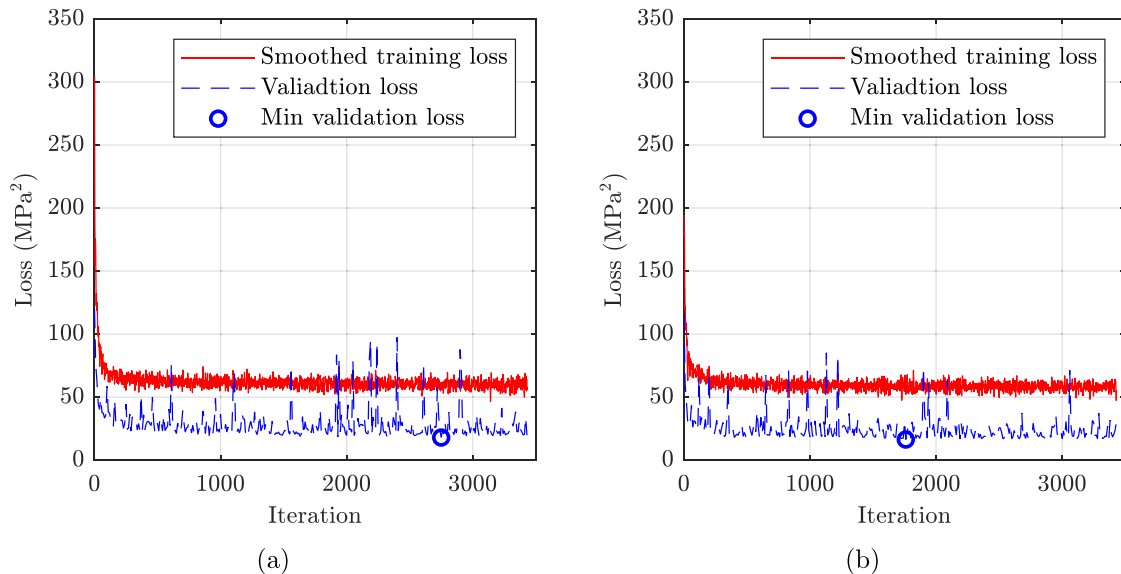 350
300
250
200
150
100
50
0
Loss (MPa²)
Smoothed training loss
Valiadtion loss
Min validation loss
0 1000 2000 3000
Iteration
(a)
350
300
250
200
150
100
50
0
Loss (MPa²)
Smoothed training loss
Valiadtion loss
Min validation loss
0 1000 2000 3000
Iteration
(b)